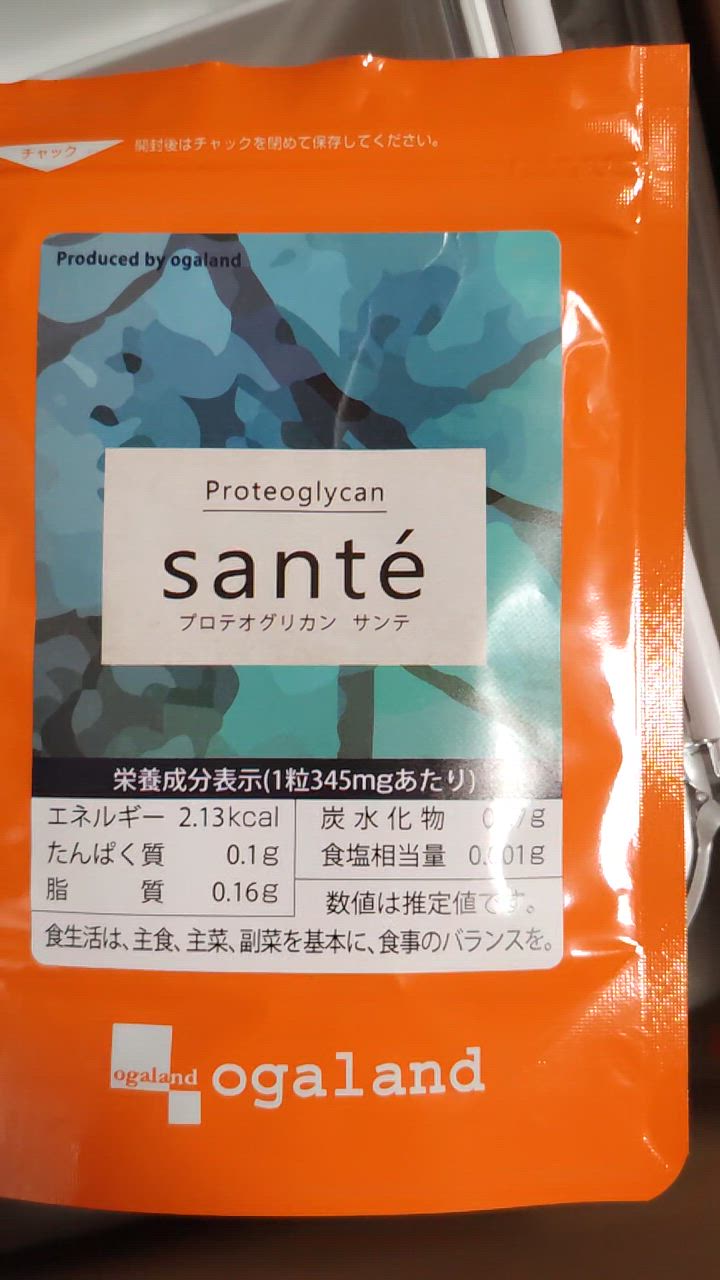 チャック
開封後はチャックを閉めて保存してください。
Produced by ogaland
Proteoglycan
santé
プロテオグリカン サンテ
栄養成分表示(1粒345mgあたり)
エネルギー 2.13kcal
たんぱく質 0.1g
脂質 0.16g
炭水化物
食塩相当量 0.001g
数値は推定値です。
食生活は、主食、主菜、副菜を基本に、食事のバランスを。
ogaland
ogaland